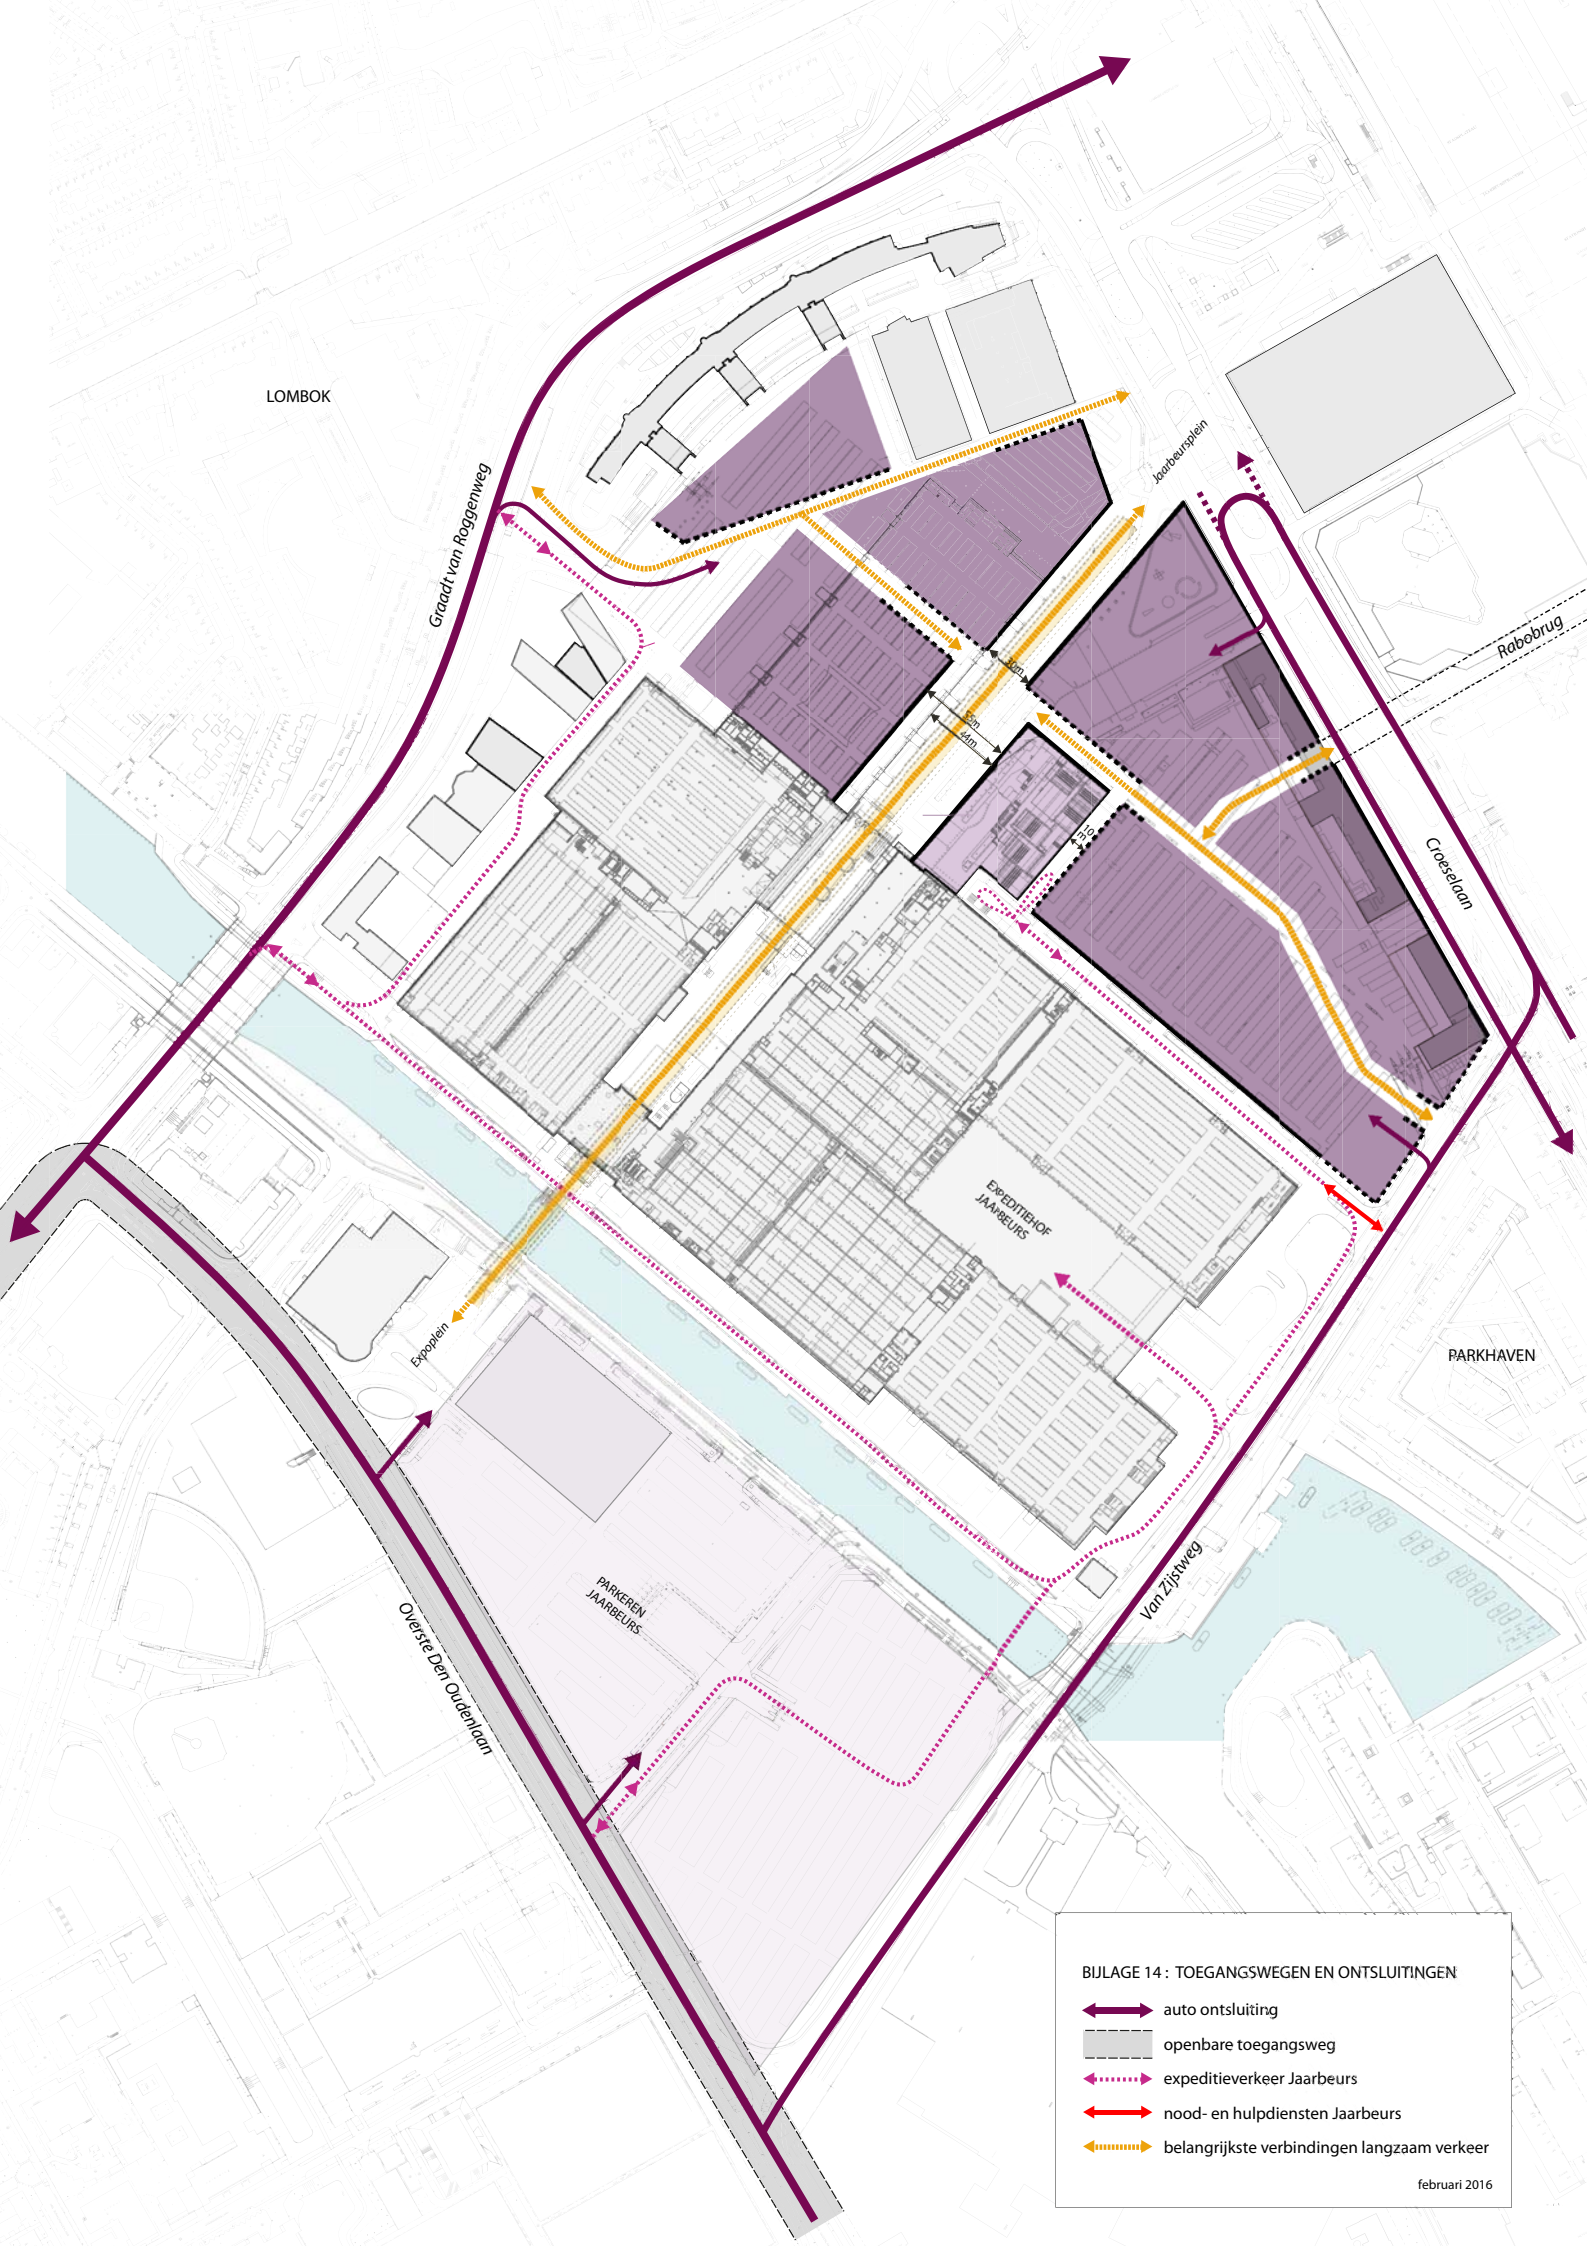 LOMBOK
Graadt van Roggenweg
Jaarbeursplein
Rabobrug
30m
55m
44m
10
m
Croeselaan
EXPEDITIEHOF
JAARBEURS
Expoplein
PARKHAVEN
PARKEREN
JAARBEURS
Van Zijstweg
Overste Den Oudenlaan
BIJLAGE 14 : TOEGANGSWEGEN EN ONTSLUITINGEN
auto ontsluiting
openbare toegangsweg
expeditieverkeer Jaarbeurs
nood- en hulpdiensten Jaarbeurs
belangrijkste verbindingen langzaam verkeer
februari 2016